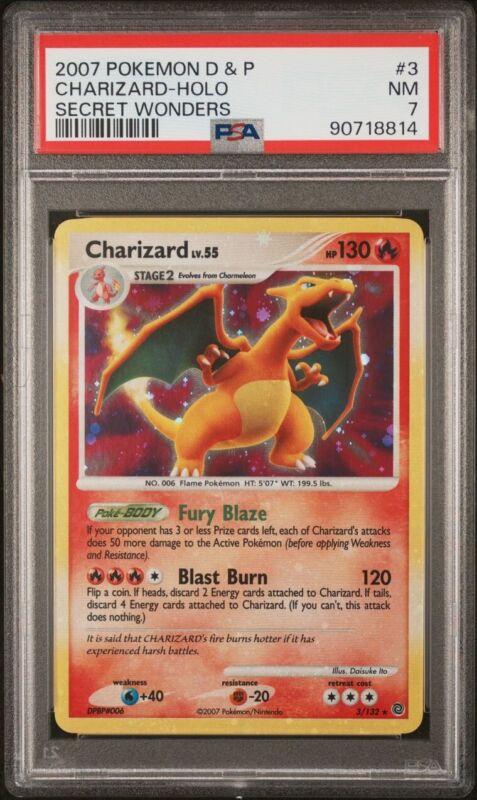 2007 POKEMON D & P #3
CHARIZARD-HOLO NM
SECRET WONDERS 7
PSA 90718814
Charizard LV.55 HP 130
STAGE 2 Evolves from Charmeleon
NO. 006 Flame Pokémon HT: 5'07" WT: 199.5 lbs.
Poké-BODY Fury Blaze
If your opponent has 3 or less Prize cards left, each of Charizard's attacks
does 50 more damage to the Active Pokémon (before applying Weakness
and Resistance).
Blast Burn 120
Flip a coin. If heads, discard 2 Energy cards attached to Charizard. If tails,
discard 4 Energy cards attached to Charizard. (If you can't, this attack
does nothing.)
It is said that CHARIZARD's fire burns hotter if it has
experienced harsh battles.
Illus. Daisuke Ito
weakness resistance retreat cost
+40 -20
DPBP#006 ©2007 Pokémon/Nintendo 3/132 ★
PSA